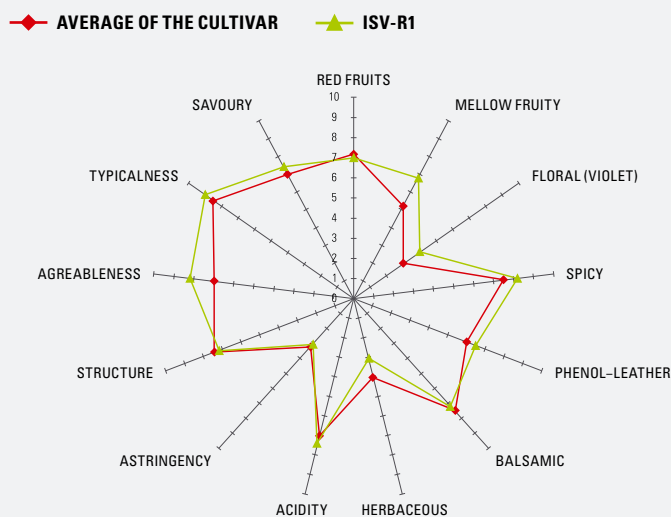 AVERAGE OF THE CULTIVAR
ISV-R1
RED FRUITS
MELLOW FRUITY
FLORAL (VIOLET)
SPICY
PHENOL–LEATHER
BALSAMIC
HERBACEOUS
ACIDITY
ASTRINGENCY
STRUCTURE
AGREABLENESS
TYPICALNESS
SAVOURY
10
9
8
7
6
5
4
3
2
1
0